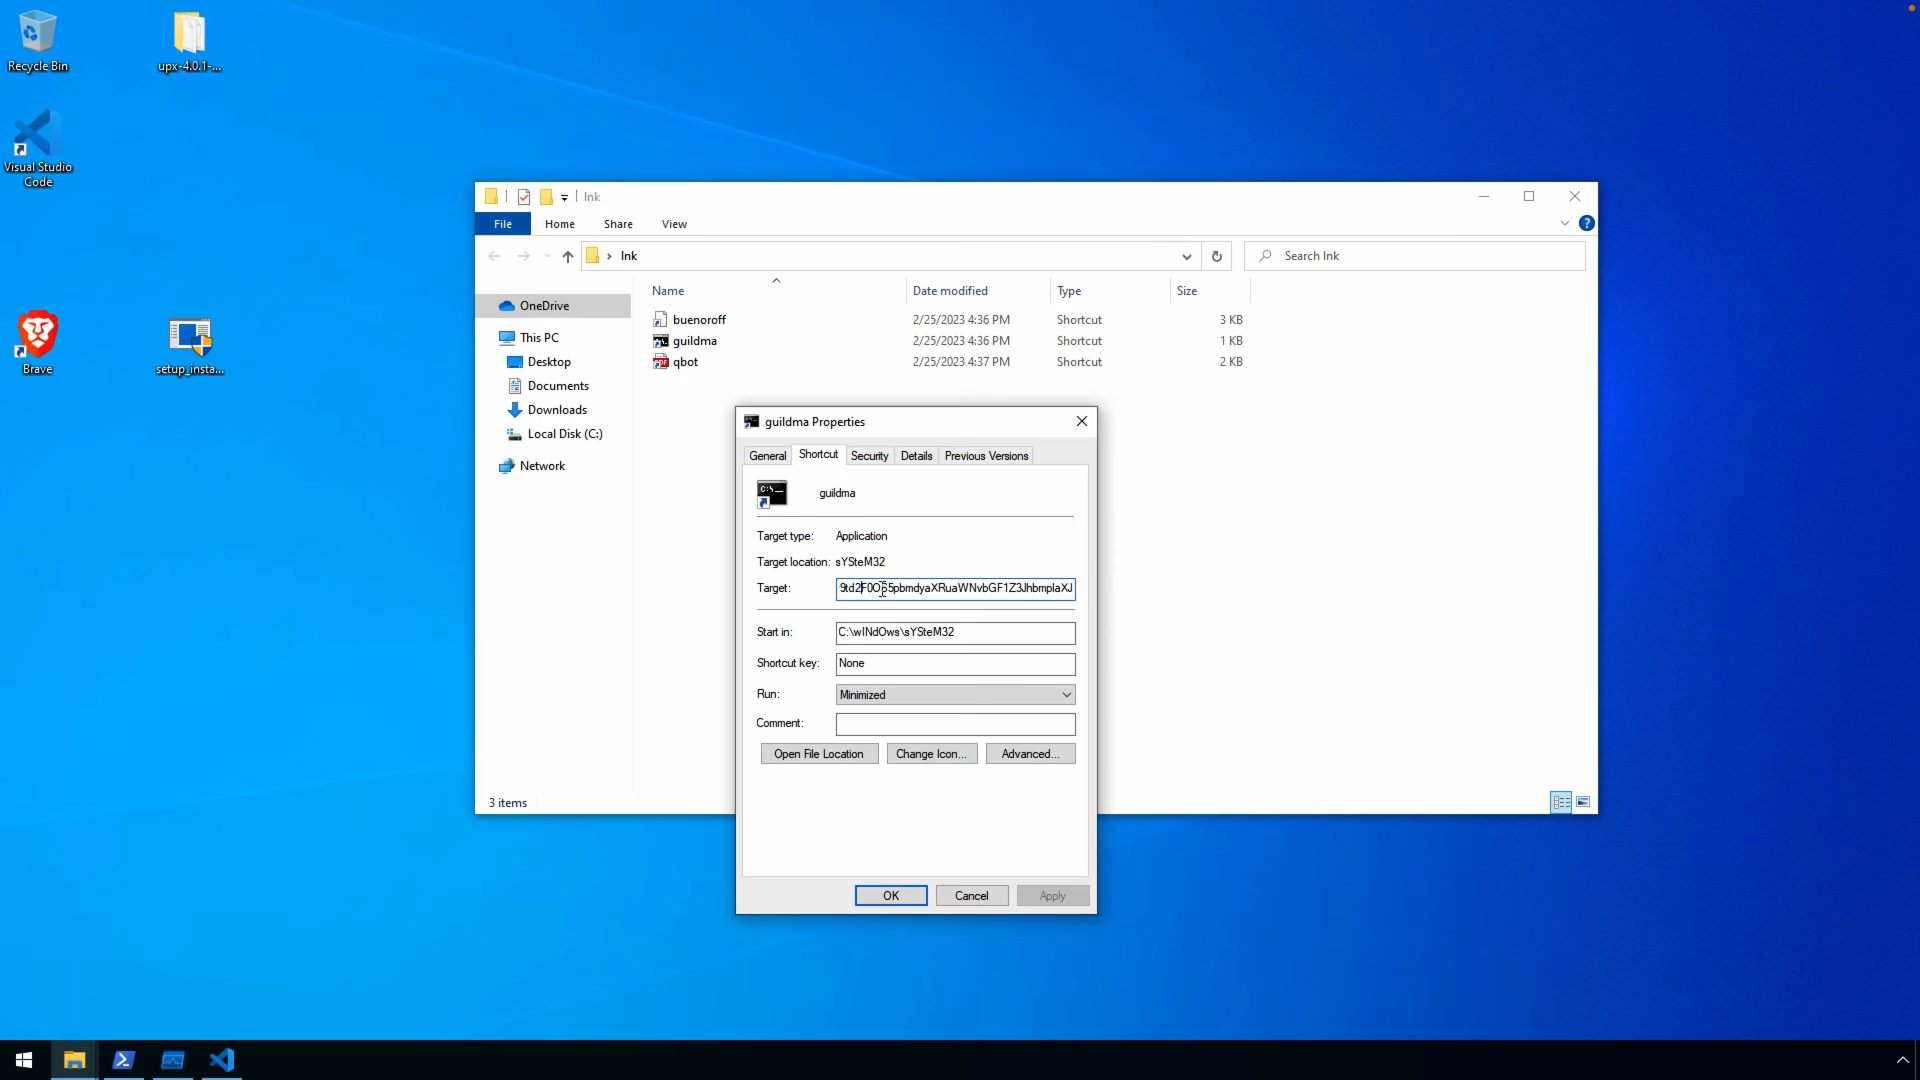 Recycle Bin
upx-4.0.1-...
Visual Studio
Code
Brave
setup_insta...
lnk
File Home Share View
lnk
Search lnk
Name Date modified Type Size
OneDrive
This PC
Desktop
Documents
Downloads
Local Disk (C:)
Network
buenoroff 2/25/2023 4:36 PM Shortcut 3 KB
guildma 2/25/2023 4:36 PM Shortcut 1 KB
qbot 2/25/2023 4:37 PM Shortcut 2 KB
3 items
guildma Properties
General Shortcut Security Details Previous Versions
guildma
Target type: Application
Target location: sYSteM32
Target:
Start in: C:\wINdOws\sYSteM32
Shortcut key: None
Run: Minimized
Comment:
Open File Location Change Icon... Advanced...
OK Cancel Apply